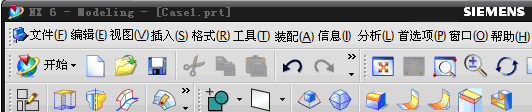 NX 6 - Modeling - [Case1.prt]
SIEMENS
文件(F) 编辑(E) 视图(V) 插入(S) 格式(R) 工具(T) 装配(A) 信息(I) 分析(L) 首选项(P) 窗口(O) 帮助(H)
开始